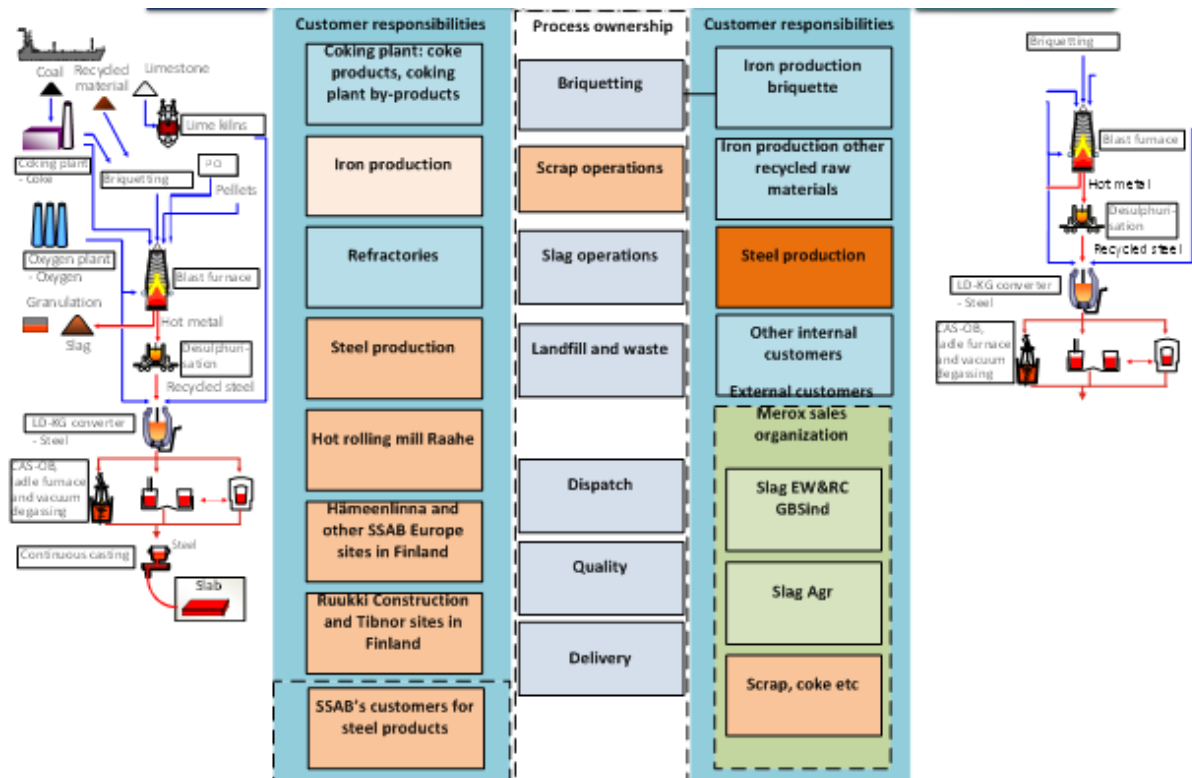 Customer responsibilities
Process ownership
Customer responsibilities
Coal
Recycled
material
Limestone
Lime kilns
Coking plant
- Coke
Briquetting
PCI
Pellets
Oxygen plant
- Oxygen
Blast furnace
Granulation
Slag
Hot metal
Desulphuri-
sation
Recycled steel
LD-KG converter
- Steel
CAS-OB,
adle furnace
and vacuum
degassing
Continuous casting
Steel
Slab
Coking plant: coke
products, coking
plant by-products
Iron production
Refractories
Steel production
Hot rolling mill Raahe
Hämeenlinna and
other SSAB Europe
sites in Finland
Ruukki Construction
and Tibnor sites in
Finland
SSAB's customers for
steel products
Briquetting
Scrap operations
Slag operations
Landfill and waste
Dispatch
Quality
Delivery
Iron production
briquette
Iron production other
recycled raw
materials
Steel production
Other internal
customers
External customers
Merox sales
organization
Slag EW&RC
GBSind
Slag Agr
Scrap, coke etc
Briquetting
Blast furnace
Hot metal
Desulphuri-
sation
Recycled steel
LD-KG converter
- Steel
CAS-OB,
adle furnace
and vacuum
degassing